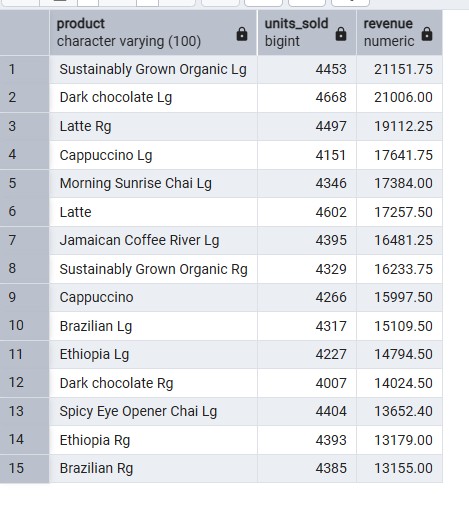 product units_sold revenue
character varying (100) bigint numeric
1 Sustainably Grown Organic Lg 4453 21151.75
2 Dark chocolate Lg 4668 21006.00
3 Latte Rg 4497 19112.25
4 Cappuccino Lg 4151 17641.75
5 Morning Sunrise Chai Lg 4346 17384.00
6 Latte 4602 17257.50
7 Jamaican Coffee River Lg 4395 16481.25
8 Sustainably Grown Organic Rg 4329 16233.75
9 Cappuccino 4266 15997.50
10 Brazilian Lg 4317 15109.50
11 Ethiopia Lg 4227 14794.50
12 Dark chocolate Rg 4007 14024.50
13 Spicy Eye Opener Chai Lg 4404 13652.40
14 Ethiopia Rg 4393 13179.00
15 Brazilian Rg 4385 13155.00